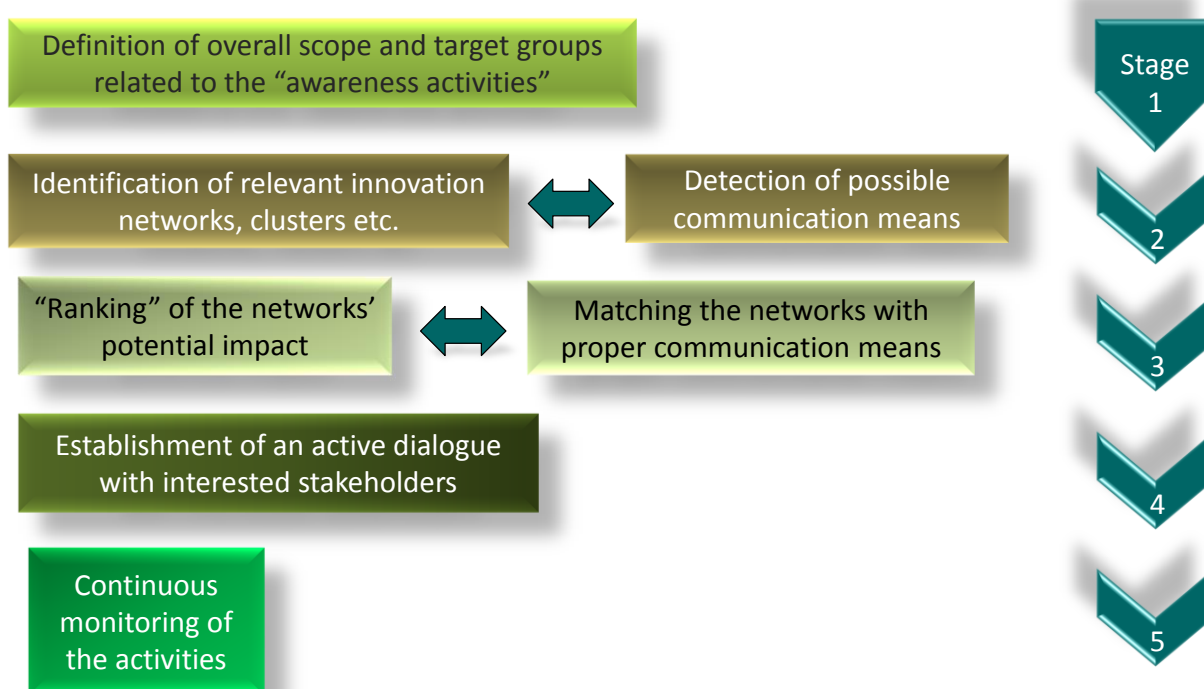 Definition of overall scope and target groups
related to the “awareness activities”
Stage
1
Identification of relevant innovation
networks, clusters etc.
Detection of possible
communication means
2
“Ranking” of the networks’
potential impact
Matching the networks with
proper communication means
3
Establishment of an active dialogue
with interested stakeholders
4
Continuous
monitoring of
the activities
5